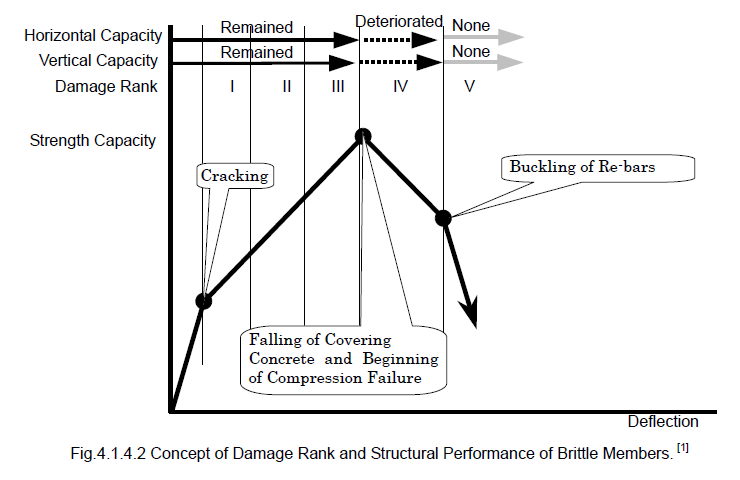 Horizontal Capacity Remained Deteriorated None
Vertical Capacity Remained None
Damage Rank I II III IV V
Strength Capacity
Cracking
Buckling of Re-bars
Falling of Covering
Concrete and Beginning
of Compression Failure
Deflection
Fig.4.1.4.2 Concept of Damage Rank and Structural Performance of Brittle Members. [1]